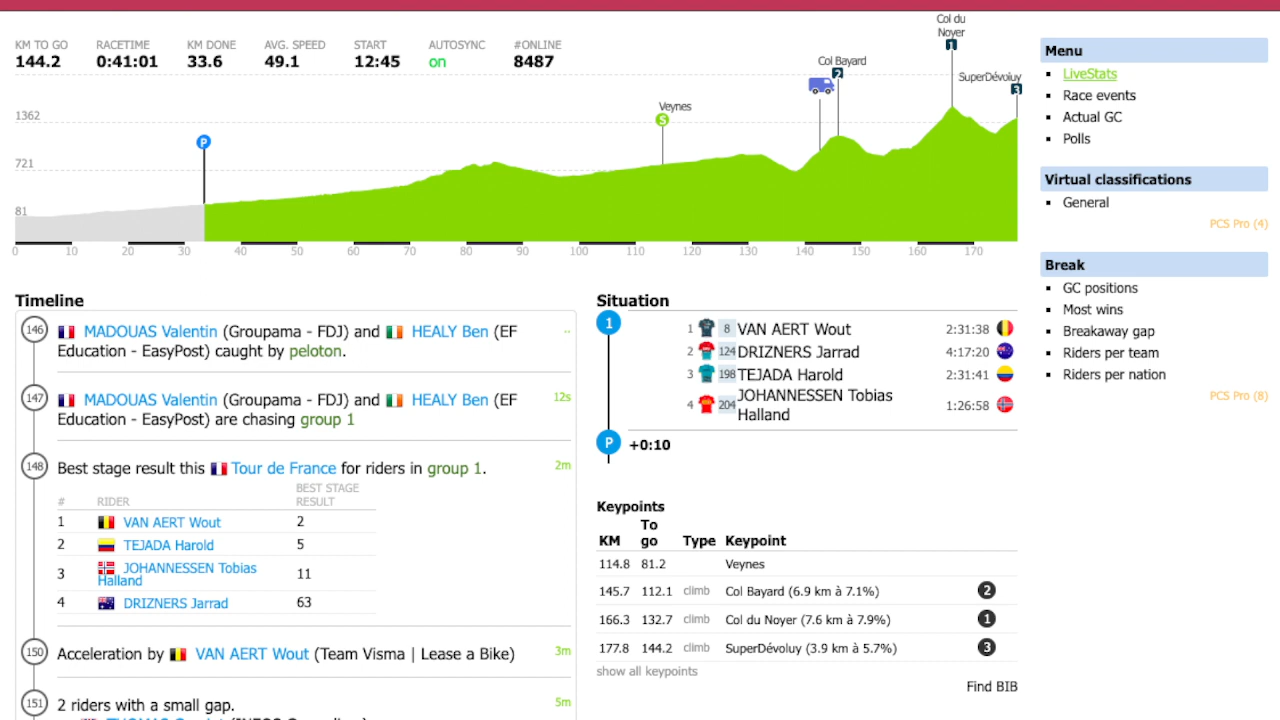 KM TO GO RACETIME KM DONE AVG. SPEED START AUTOSYNC #ONLINE
144.2 0:41:01 33.6 49.1 12:45 on 8487
Col du
Noyer
1
Col Bayard
2
SuperDévoluy
3
Veynes
S
P
1362
721
81
0 10 20 30 40 50 60 70 80 90 100 110 120 130 140 150 160 170
Menu
LiveStats
Race events
Actual GC
Polls
Virtual classifications
General
PCS Pro (4)
Break
GC positions
Most wins
Breakaway gap
Riders per team
Riders per nation
PCS Pro (8)
Timeline
146 MADOUAS Valentin (Groupama - FDJ) and HEALY Ben (EF ··
Education - EasyPost) caught by peloton.
147 MADOUAS Valentin (Groupama - FDJ) and HEALY Ben (EF 12s
Education - EasyPost) are chasing group 1
148 Best stage result this Tour de France for riders in group 1. 2m
BEST STAGE
# RIDER RESULT
1 VAN AERT Wout 2
2 TEJADA Harold 5
3 JOHANNESSEN Tobias 11
Halland
4 DRIZNERS Jarrad 63
150 Acceleration by VAN AERT Wout (Team Visma | Lease a Bike) 3m
151 2 riders with a small gap. 5m
Situation
1
1 8 VAN AERT Wout 2:31:38
2 124 DRIZNERS Jarrad 4:17:20
3 198 TEJADA Harold 2:31:41
4 204 JOHANNESSEN Tobias 1:26:58
Halland
P +0:10
Keypoints
To
KM go Type Keypoint
114.8 81.2 Veynes
145.7 112.1 climb Col Bayard (6.9 km à 7.1%) 2
166.3 132.7 climb Col du Noyer (7.6 km à 7.9%) 1
177.8 144.2 climb SuperDévoluy (3.9 km à 5.7%) 3
show all keypoints
Find BIB